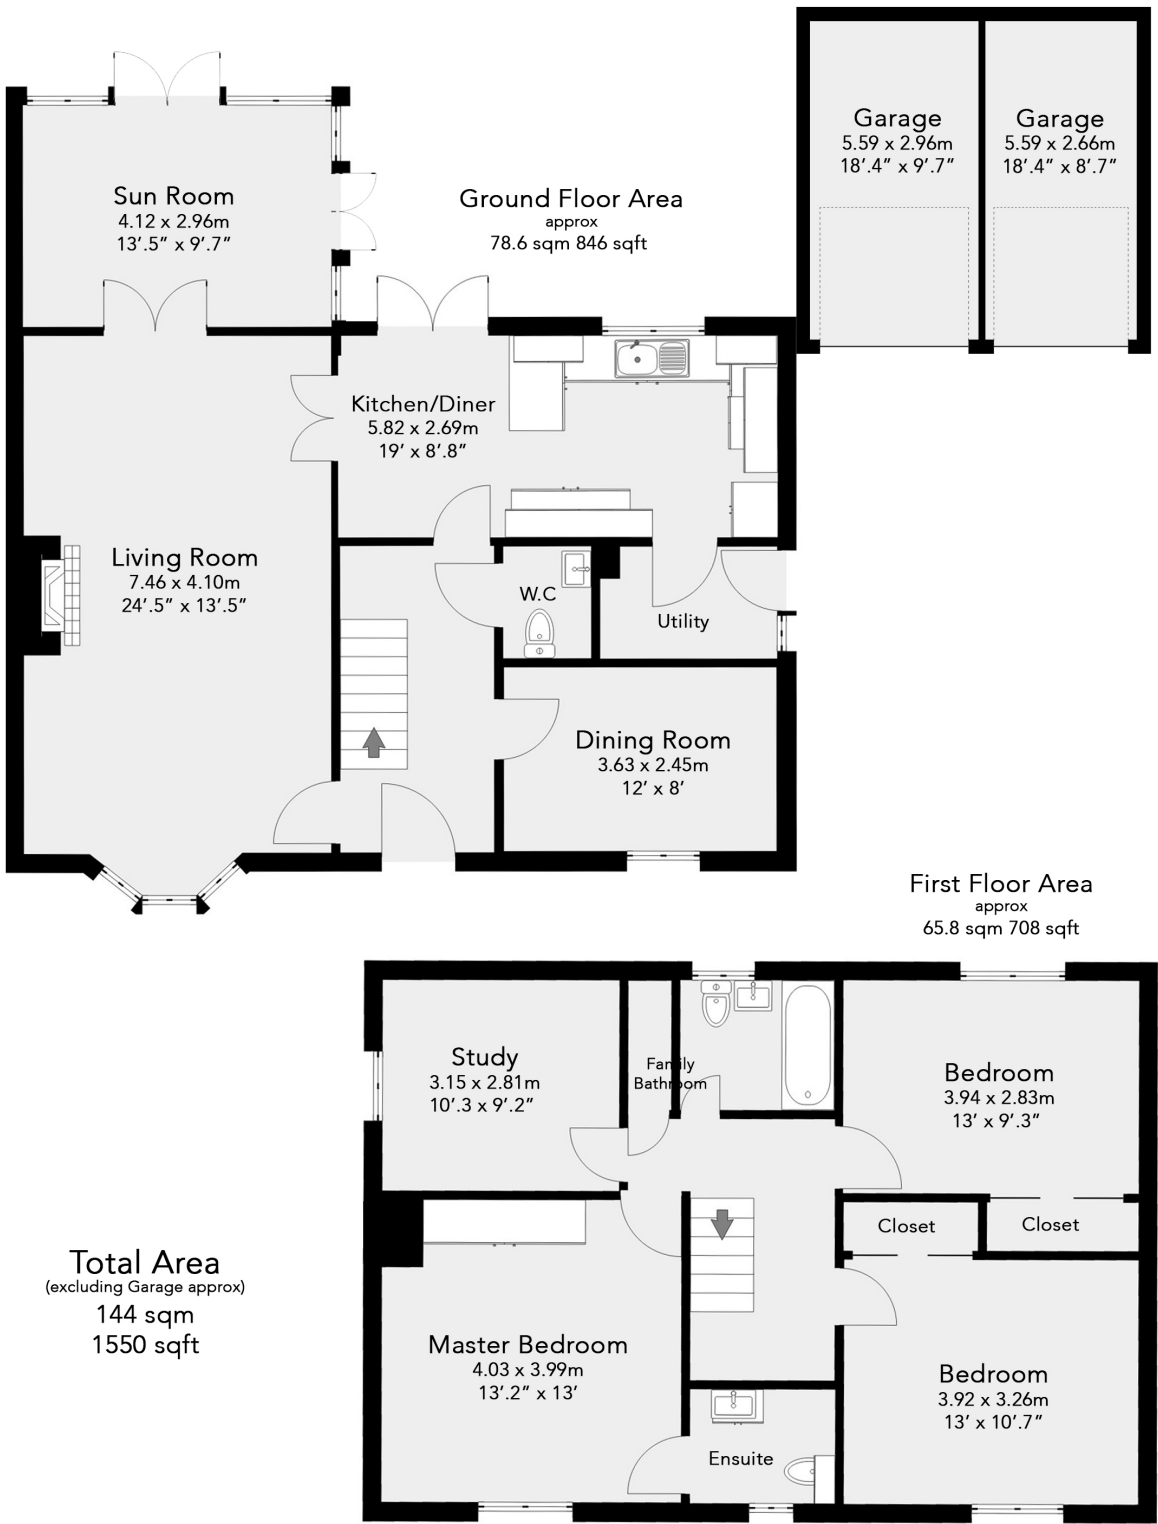 Garage
5.59 x 2.96m
18’.4” x 9’.7”
Garage
5.59 x 2.66m
18’.4” x 8’.7”
Sun Room
4.12 x 2.96m
13’.5” x 9’.7”
Ground Floor Area
approx
78.6 sqm 846 sqft
Kitchen/Diner
5.82 x 2.69m
19’ x 8’.8”
Living Room
7.46 x 4.10m
24’.5” x 13’.5”
W.C
Utility
Dining Room
3.63 x 2.45m
12’ x 8’
First Floor Area
approx
65.8 sqm 708 sqft
Study
3.15 x 2.81m
10’.3 x 9’.2”
Family
Bathroom
Bedroom
3.94 x 2.83m
13’ x 9’.3”
Closet
Closet
Total Area
(excluding Garage approx)
144 sqm
1550 sqft
Master Bedroom
4.03 x 3.99m
13’.2” x 13’
Bedroom
3.92 x 3.26m
13’ x 10’.7”
Ensuite